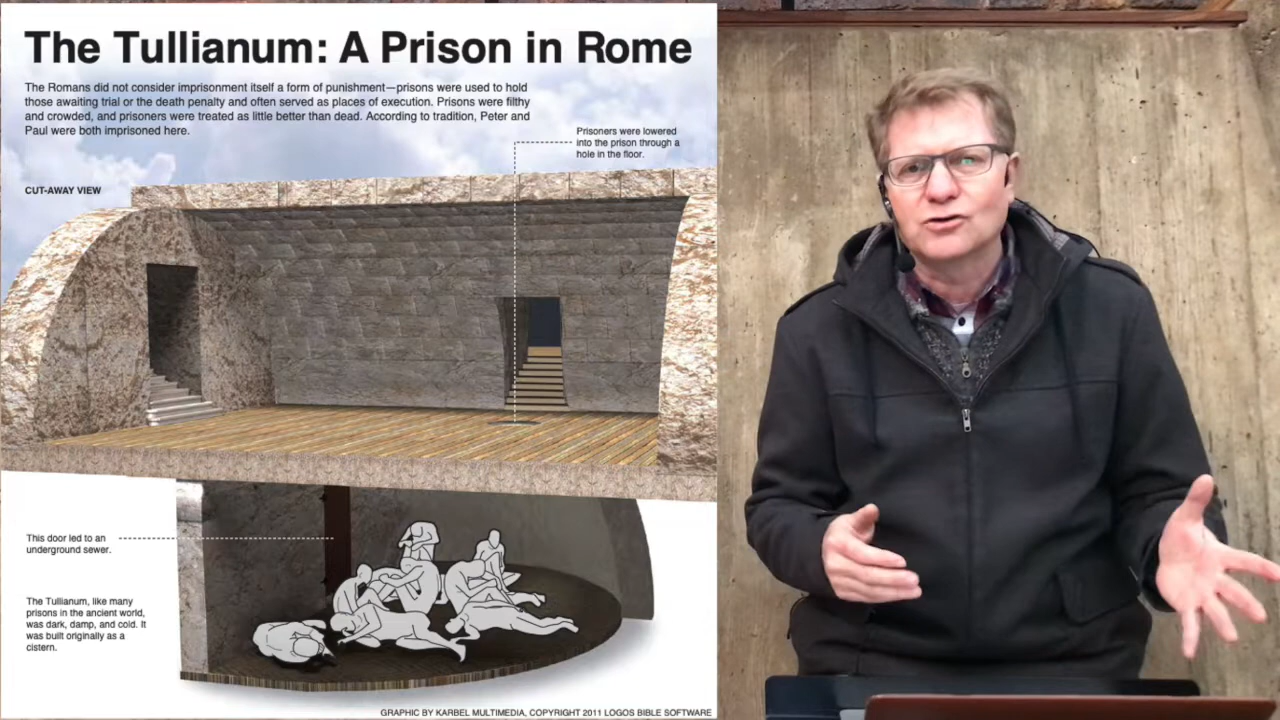 The Tullianum: A Prison in Rome
The Romans did not consider imprisonment itself a form of punishment—prisons were used to hold
those awaiting trial or the death penalty and often served as places of execution. Prisons were filthy
and crowded, and prisoners were treated as little better than dead. According to tradition, Peter and
Paul were both imprisoned here.
Prisoners were lowered
into the prison through a
hole in the floor.
CUT-AWAY VIEW
This door led to an
underground sewer.
The Tullianum, like many
prisons in the ancient world,
was dark, damp, and cold. It
was built originally as a
cistern.
GRAPHIC BY KARBEL MULTIMEDIA, COPYRIGHT 2011 LOGOS BIBLE SOFTWARE